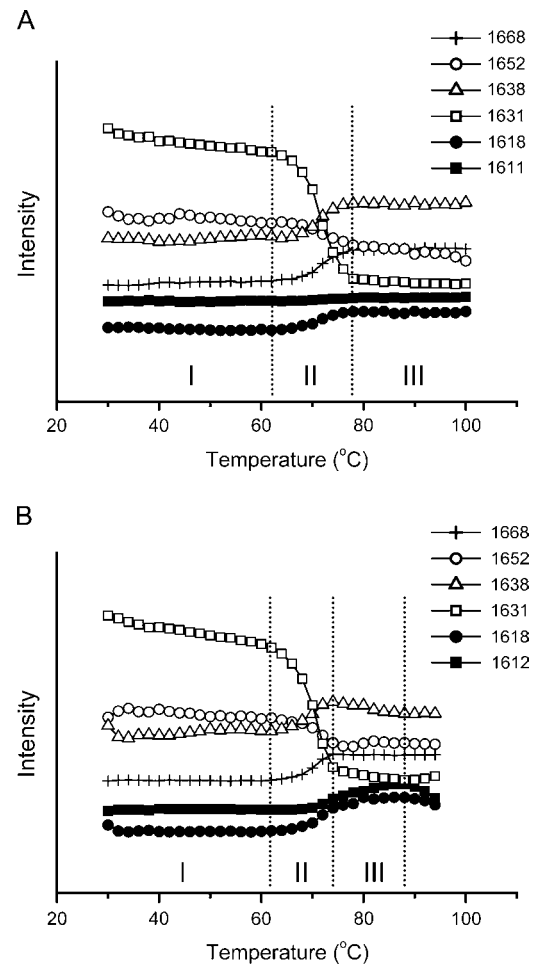 A
1668
1652
1638
1631
1618
1611
Intensity
I II III
20 40 60 80 100
Temperature (°C)
B
1668
1652
1638
1631
1618
1612
Intensity
I II III
20 40 60 80 100
Temperature (°C)